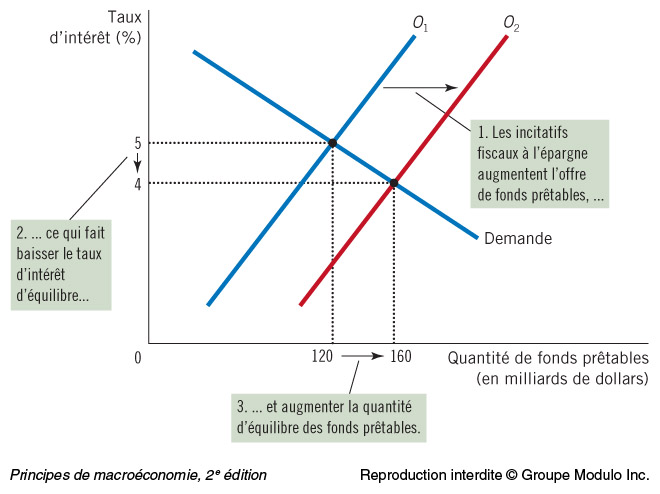 Taux
d'intérêt (%)
O1
O2
1. Les incitatifs
fiscaux à l'épargne
augmentent l'offre
de fonds prêtables, ...
5
4
2. ... ce qui fait
baisser le taux
d'intérêt
d'équilibre...
Demande
0
120
160
Quantité de fonds prêtables
(en milliards de dollars)
3. ... et augmenter la quantité
d'équilibre des fonds prêtables.
Principes de macroéconomie, 2e édition
Reproduction interdite © Groupe Modulo Inc.